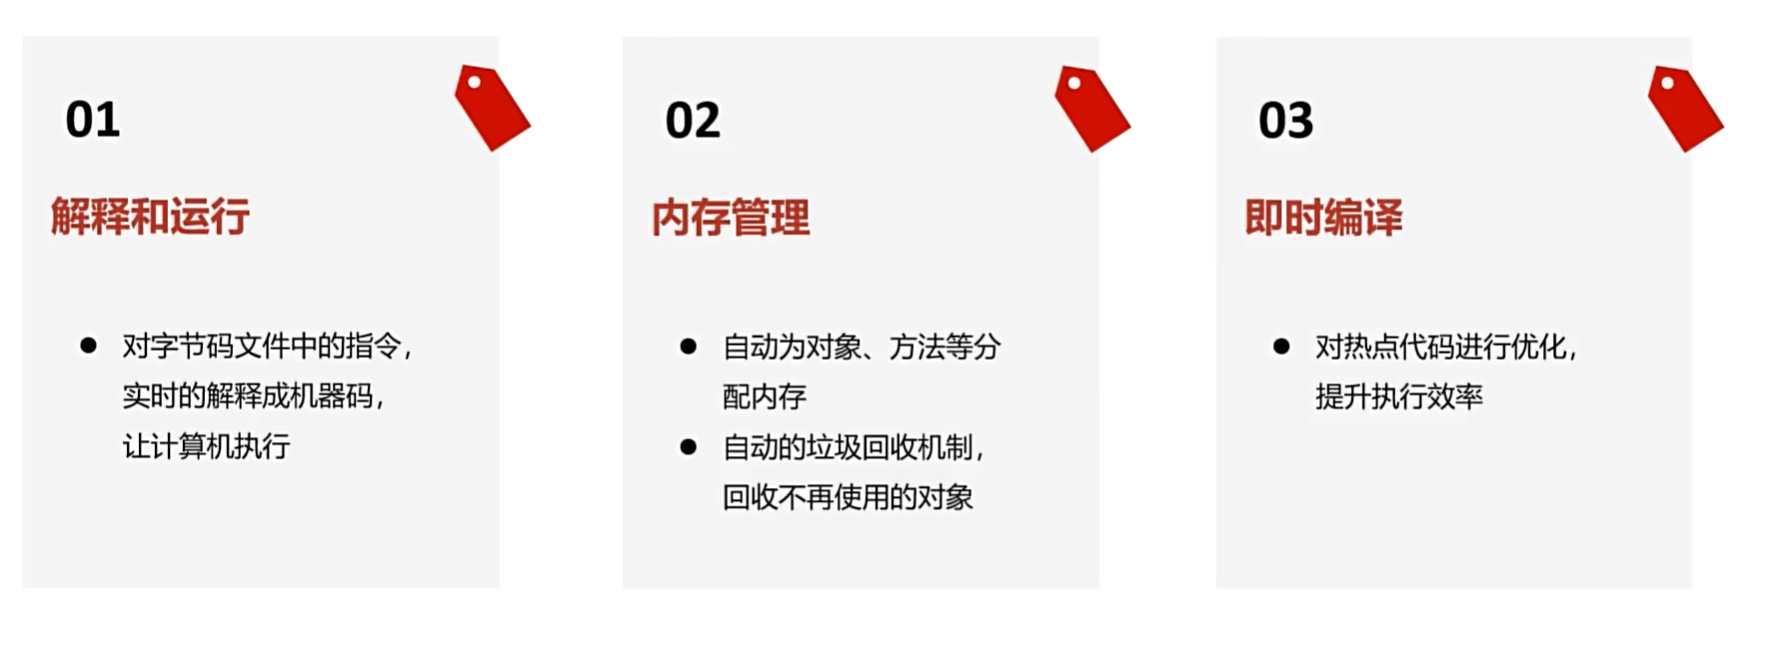 01
解释和运行
● 对字节码文件中的指令，
实时的解释成机器码，
让计算机执行
02
内存管理
● 自动为对象、方法等分
配内存
● 自动的垃圾回收机制，
回收不再使用的对象
03
即时编译
● 对热点代码进行优化，
提升执行效率